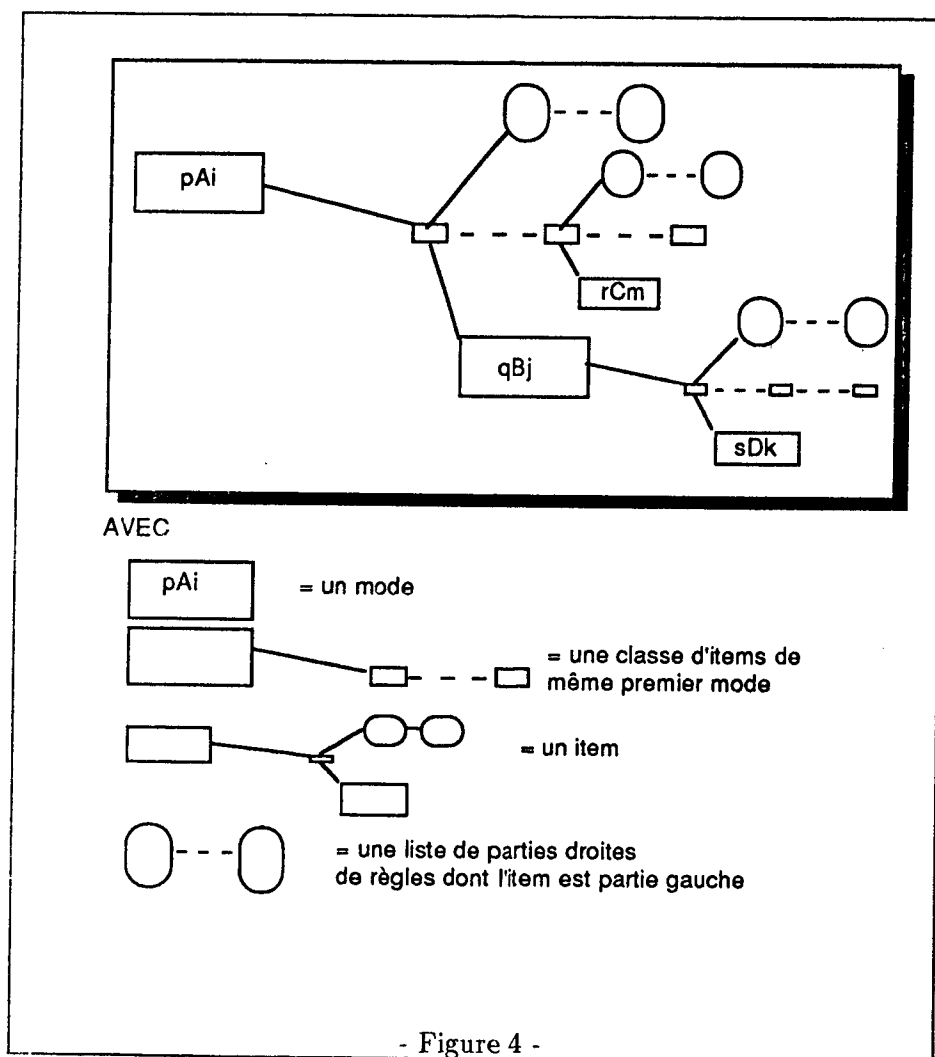 pAi
rCm
qBj
sDk
AVEC
pAi
= un mode
= une classe d'items de
même premier mode
= un item
= une liste de parties droites
de règles dont l'item est partie gauche
- Figure 4 -